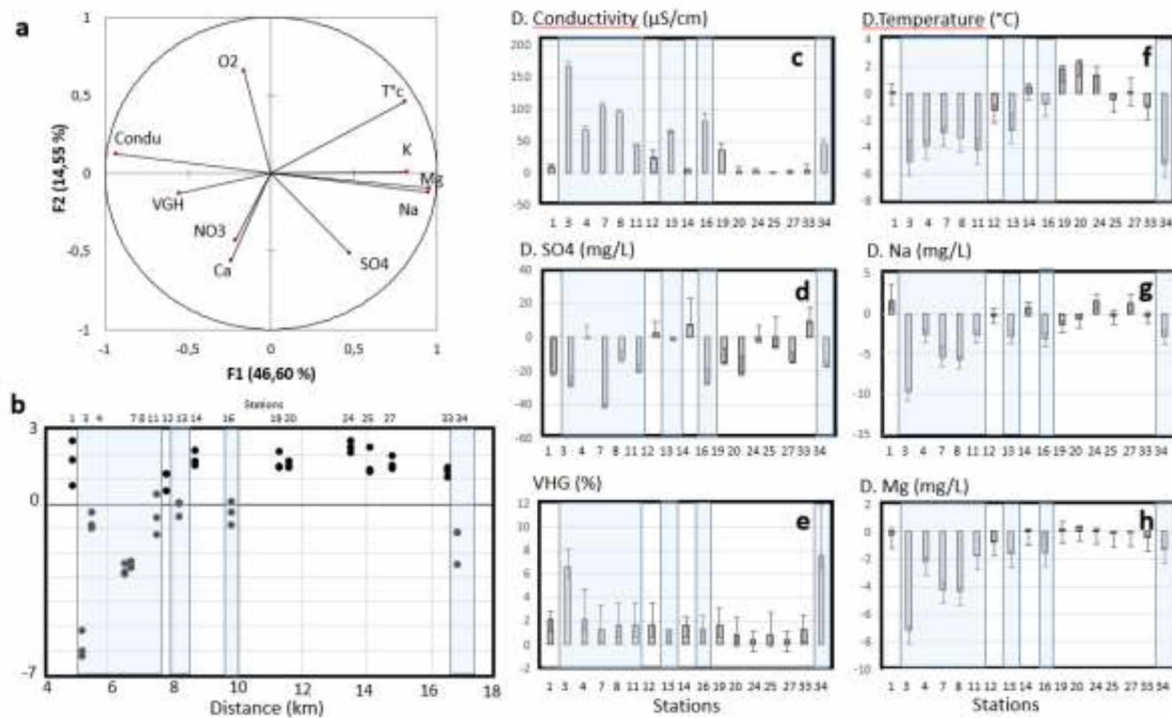 a
1
0,5
0
-0,5
-1
F2 (14,55 %)
O2
T°c
Condu
K
Mg
Na
VGH
NO3
Ca
SO4
-1 -0,5 0 0,5 1
F1 (46,60 %)
b
Stations
1 3 4 7 8 11 12 13 14 16 19 20 24 25 27 33 34
3
0
-7
4 6 8 10 12 14 16 18
Distance (km)
D. Conductivity (µS/cm)
c
200
150
100
50
0
-50
1 3 4 7 8 11 12 13 14 16 19 20 24 25 27 33 34
D. SO4 (mg/L)
d
40
20
0
-20
-40
-60
1 3 4 7 8 11 12 13 14 16 19 20 24 25 27 33 34
VHG (%)
e
12
10
8
6
4
2
0
-2
1 3 4 7 8 11 12 13 14 16 19 20 24 25 27 33 34
Stations
D.Temperature (°C)
f
4
2
0
-2
-4
-6
-8
1 3 4 7 8 11 12 13 14 16 19 20 24 25 27 33 34
D. Na (mg/L)
g
5
0
-5
-10
-15
1 3 4 7 8 11 12 13 14 16 19 20 24 25 27 33 34
D. Mg (mg/L)
h
2
0
-2
-4
-6
-8
-10
1 3 4 7 8 11 12 13 14 16 19 20 24 25 27 33 34
Stations